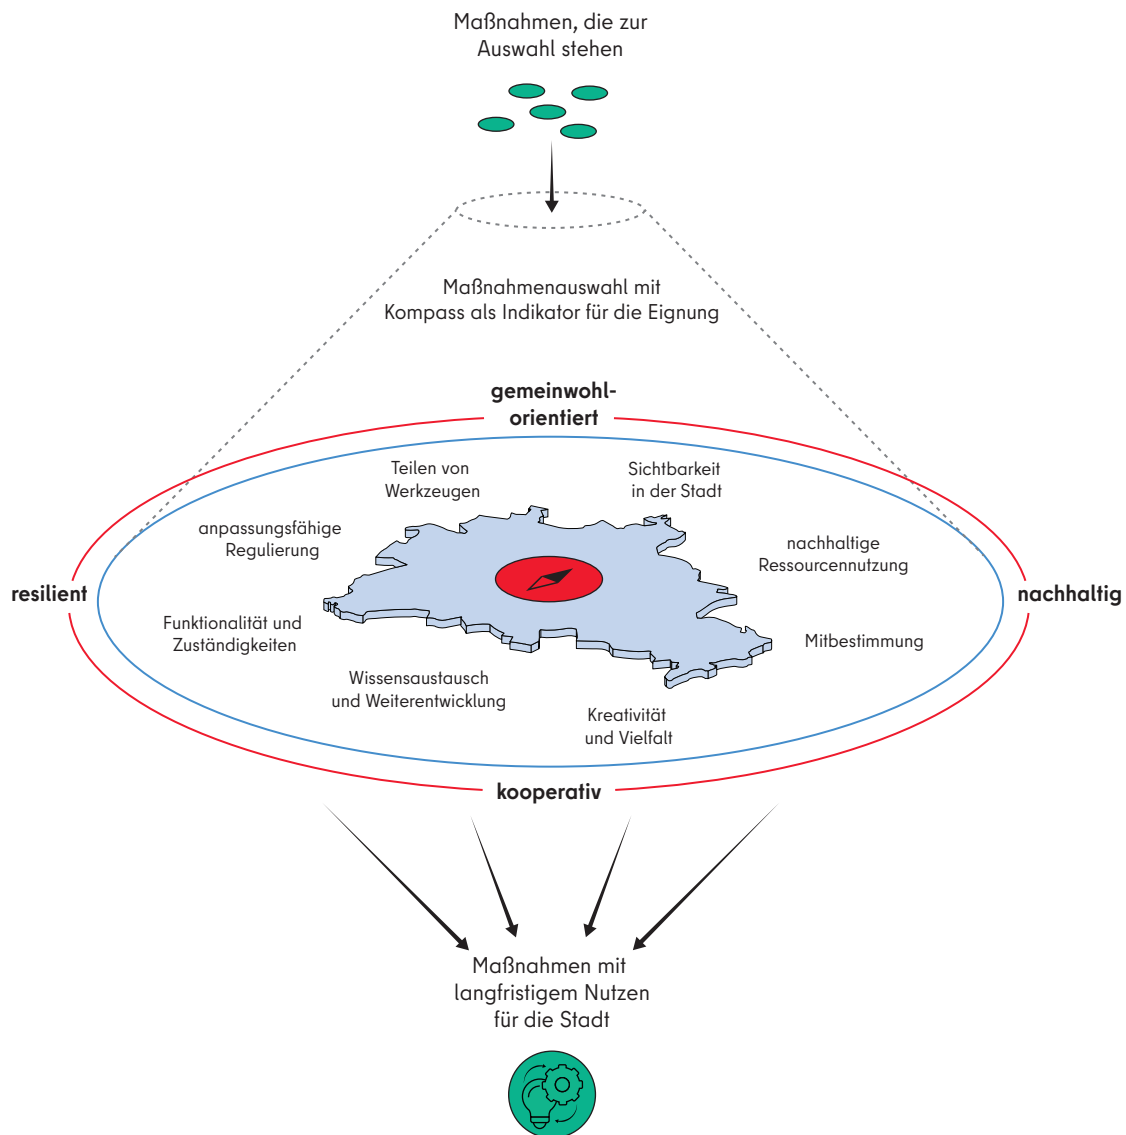 Maßnahmen, die zur
Auswahl stehen
Maßnahmenauswahl mit
Kompass als Indikator für die Eignung
gemeinwohl-
orientiert
Teilen von
Werkzeugen
Sichtbarkeit
in der Stadt
anpassungsfähige
Regulierung
nachhaltige
Ressourcennutzung
resilient
nachhaltig
Funktionalität und
Zuständigkeiten
Mitbestimmung
Wissensaustausch
und Weiterentwicklung
Kreativität
und Vielfalt
kooperativ
Maßnahmen mit
langfristigem Nutzen
für die Stadt